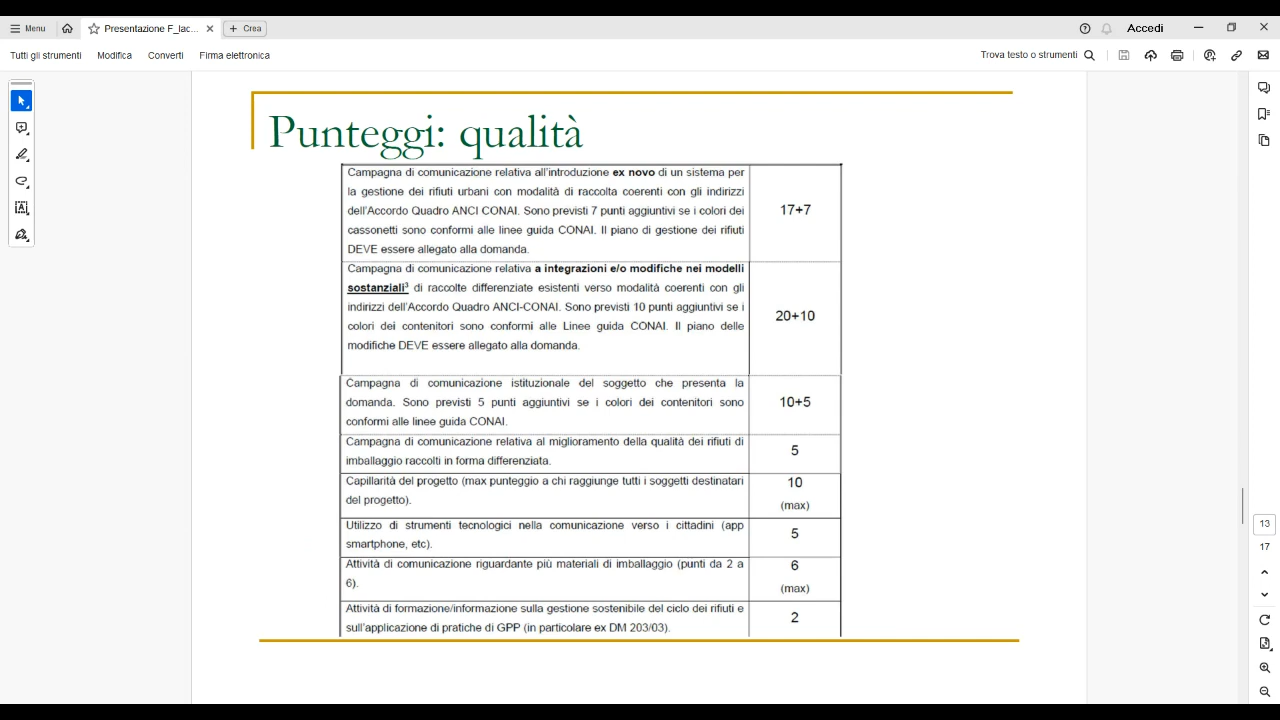 Menu
Presentazione F_Iac...
Crea
Accedi
Tutti gli strumenti
Modifica
Converti
Firma elettronica
Trova testo o strumenti
Punteggi: qualità
Campagna di comunicazione relativa all'introduzione ex novo di un sistema per
la gestione dei rifiuti urbani con modalità di raccolta coerenti con gli indirizzi
dell'Accordo Quadro ANCI CONAI. Sono previsti 7 punti aggiuntivi se i colori dei
cassonetti sono conformi alle linee guida CONAI. Il piano di gestione dei rifiuti
DEVE essere allegato alla domanda.
17+7
Campagna di comunicazione relativa a integrazioni e/o modifiche nei modelli
sostanziali³ di raccolte differenziate esistenti verso modalità coerenti con gli
indirizzi dell'Accordo Quadro ANCI-CONAI. Sono previsti 10 punti aggiuntivi se i
colori dei contenitori sono conformi alle Linee guida CONAI. Il piano delle
modifiche DEVE essere allegato alla domanda.
20+10
Campagna di comunicazione istituzionale del soggetto che presenta la
domanda. Sono previsti 5 punti aggiuntivi se i colori dei contenitori sono
conformi alle linee guida CONAI.
10+5
Campagna di comunicazione relativa al miglioramento della qualità dei rifiuti di
imballaggio raccolti in forma differenziata.
5
Capillarità del progetto (max punteggio a chi raggiunge tutti i soggetti destinatari
del progetto).
10
(max)
Utilizzo di strumenti tecnologici nella comunicazione verso i cittadini (app
smartphone, etc).
5
Attività di comunicazione riguardante più materiali di imballaggio (punti da 2 a
6).
6
(max)
Attività di formazione/informazione sulla gestione sostenibile del ciclo dei rifiuti e
sull'applicazione di pratiche di GPP (in particolare ex DM 203/03).
2
13
17